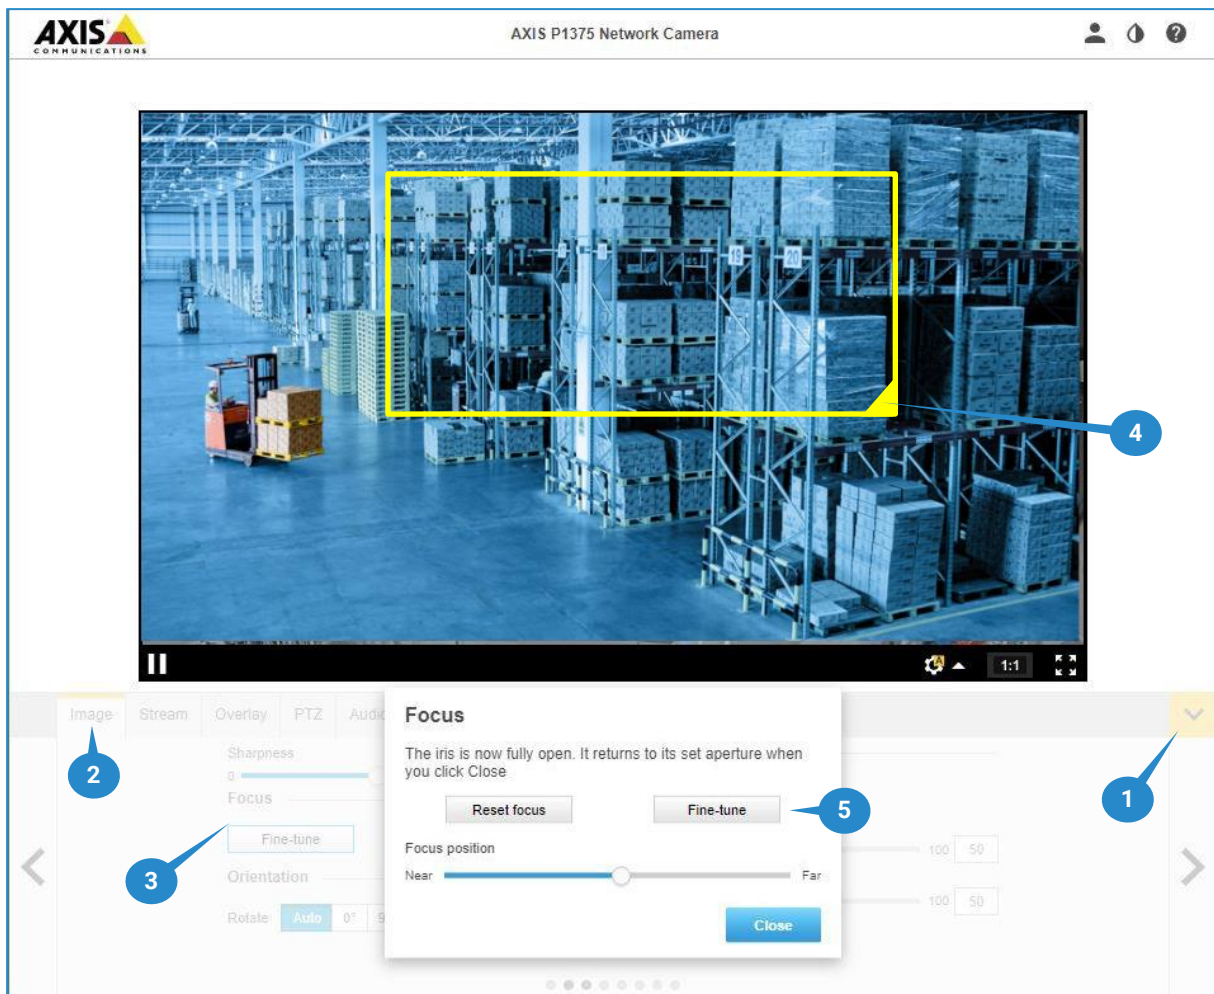 AXIS
COMMUNICATIONS
AXIS P1375 Network Camera
19
20
4
A
1:1
Image
Stream
Overlay
PTZ
Audio
2
Sharpness
0
Focus
Fine-tune
3
Orientation
Rotate
Auto
0°
9
Focus
The iris is now fully open. It returns to its set aperture when
you click Close
Reset focus
Fine-tune
5
Focus position
Near
Far
Close
1
100
50
100
50